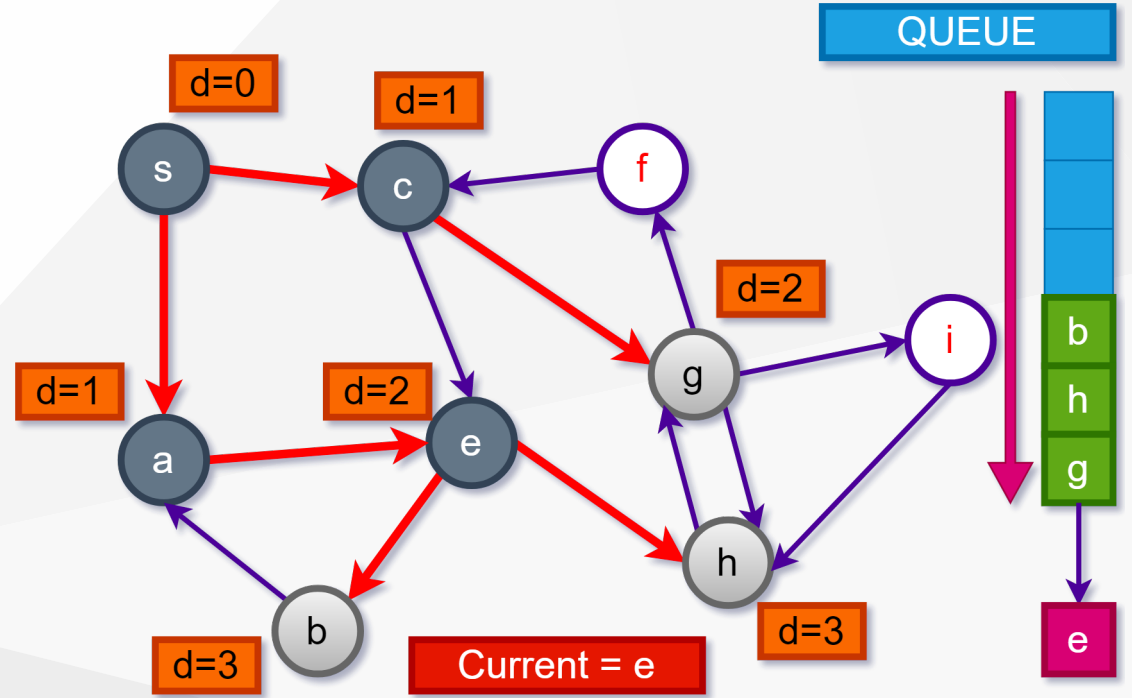 QUEUE
d=0
d=1
s
c
f
d=2
b
i
g
h
d=1
d=2
a
e
g
h
b
d=3
d=3
Current = e
e